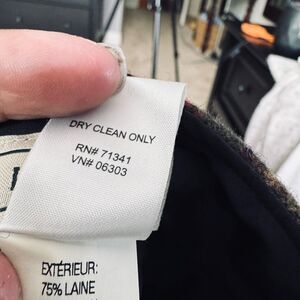 DRY CLEAN ONLY
RN# 71341
VN# 06303
EXTÉRIEUR:
75% LAINE